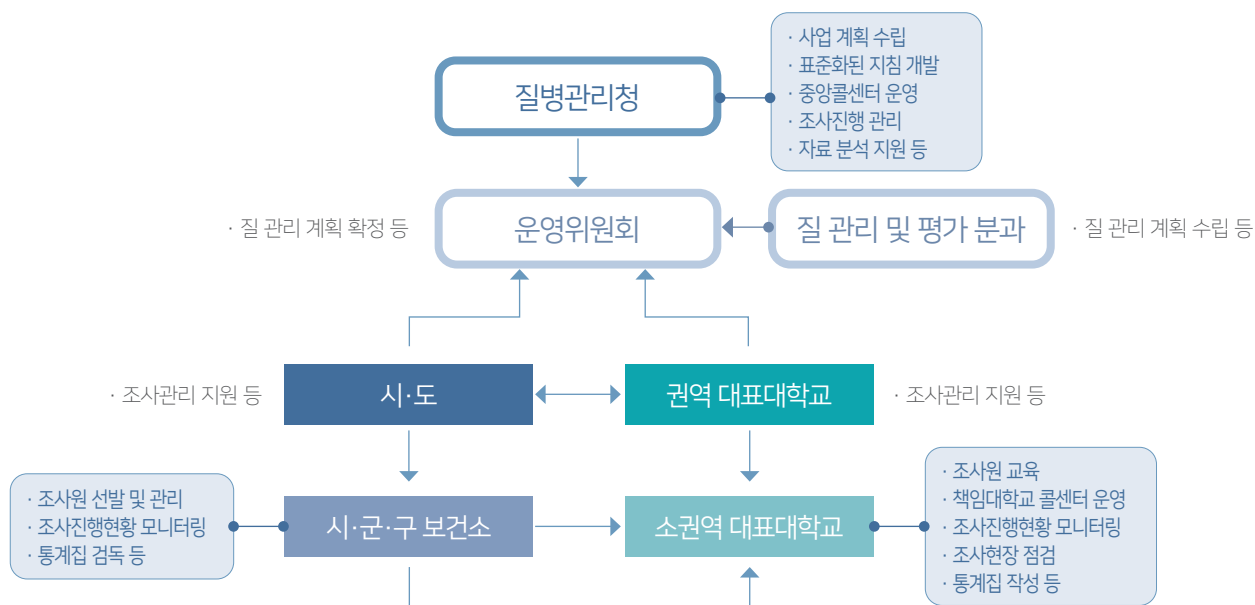 · 사업 계획 수립
· 표준화된 지침 개발
· 중앙콜센터 운영
· 조사진행 관리
· 자료 분석 지원 등
질병관리청
· 질 관리 계획 확정 등
운영위원회
질 관리 및 평가 분과
· 질 관리 계획 수립 등
· 조사관리 지원 등
시·도
권역 대표대학교
· 조사관리 지원 등
· 조사원 선발 및 관리
· 조사진행현황 모니터링
· 통계집 검독 등
시·군·구 보건소
소권역 대표대학교
· 조사원 교육
· 책임대학교 콜센터 운영
· 조사진행현황 모니터링
· 조사현장 점검
· 통계집 작성 등